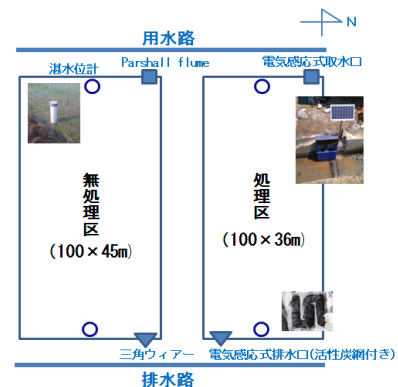 N
用水路
湛水位計
Parshall flume
電気感応式取水口
無処理区
(100×45m)
処理区
(100×36m)
三角ウィアー
電気感応式排水口(活性炭網付き)
排水路